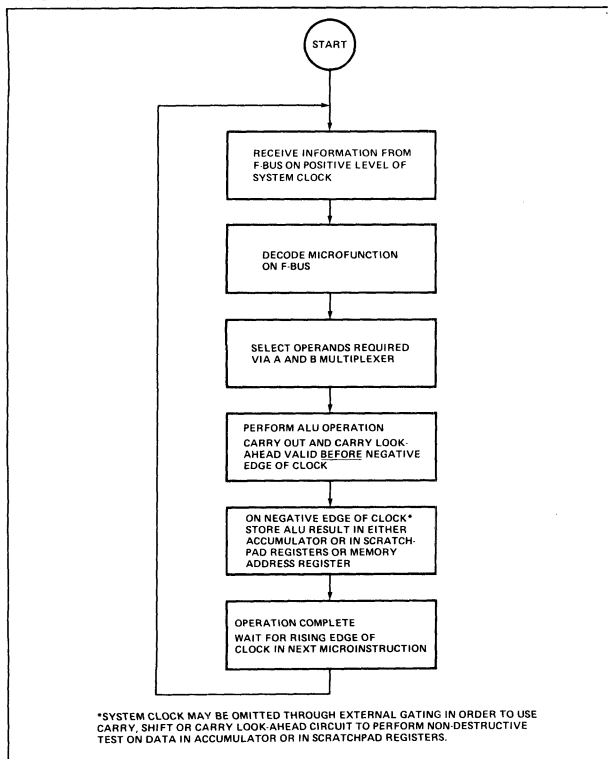 START
RECEIVE INFORMATION FROM
F-BUS ON POSITIVE LEVEL OF
SYSTEM CLOCK
DECODE MICROFUNCTION
ON F-BUS
SELECT OPERANDS REQUIRED
VIA A AND B MULTIPLEXER
PERFORM ALU OPERATION
CARRY OUT AND CARRY LOOK-
AHEAD VALID BEFORE NEGATIVE
EDGE OF CLOCK
ON NEGATIVE EDGE OF CLOCK*
STORE ALU RESULT IN EITHER
ACCUMULATOR OR IN SCRATCH-
PAD REGISTERS OR MEMORY
ADDRESS REGISTER
OPERATION COMPLETE
WAIT FOR RISING EDGE OF
CLOCK IN NEXT MICROINSTRUCTION
*SYSTEM CLOCK MAY BE OMITTED THROUGH EXTERNAL GATING IN ORDER TO USE
CARRY, SHIFT OR CARRY LOOK-AHEAD CIRCUIT TO PERFORM NON-DESTRUCTIVE
TEST ON DATA IN ACCUMULATOR OR IN SCRATCHPAD REGISTERS.